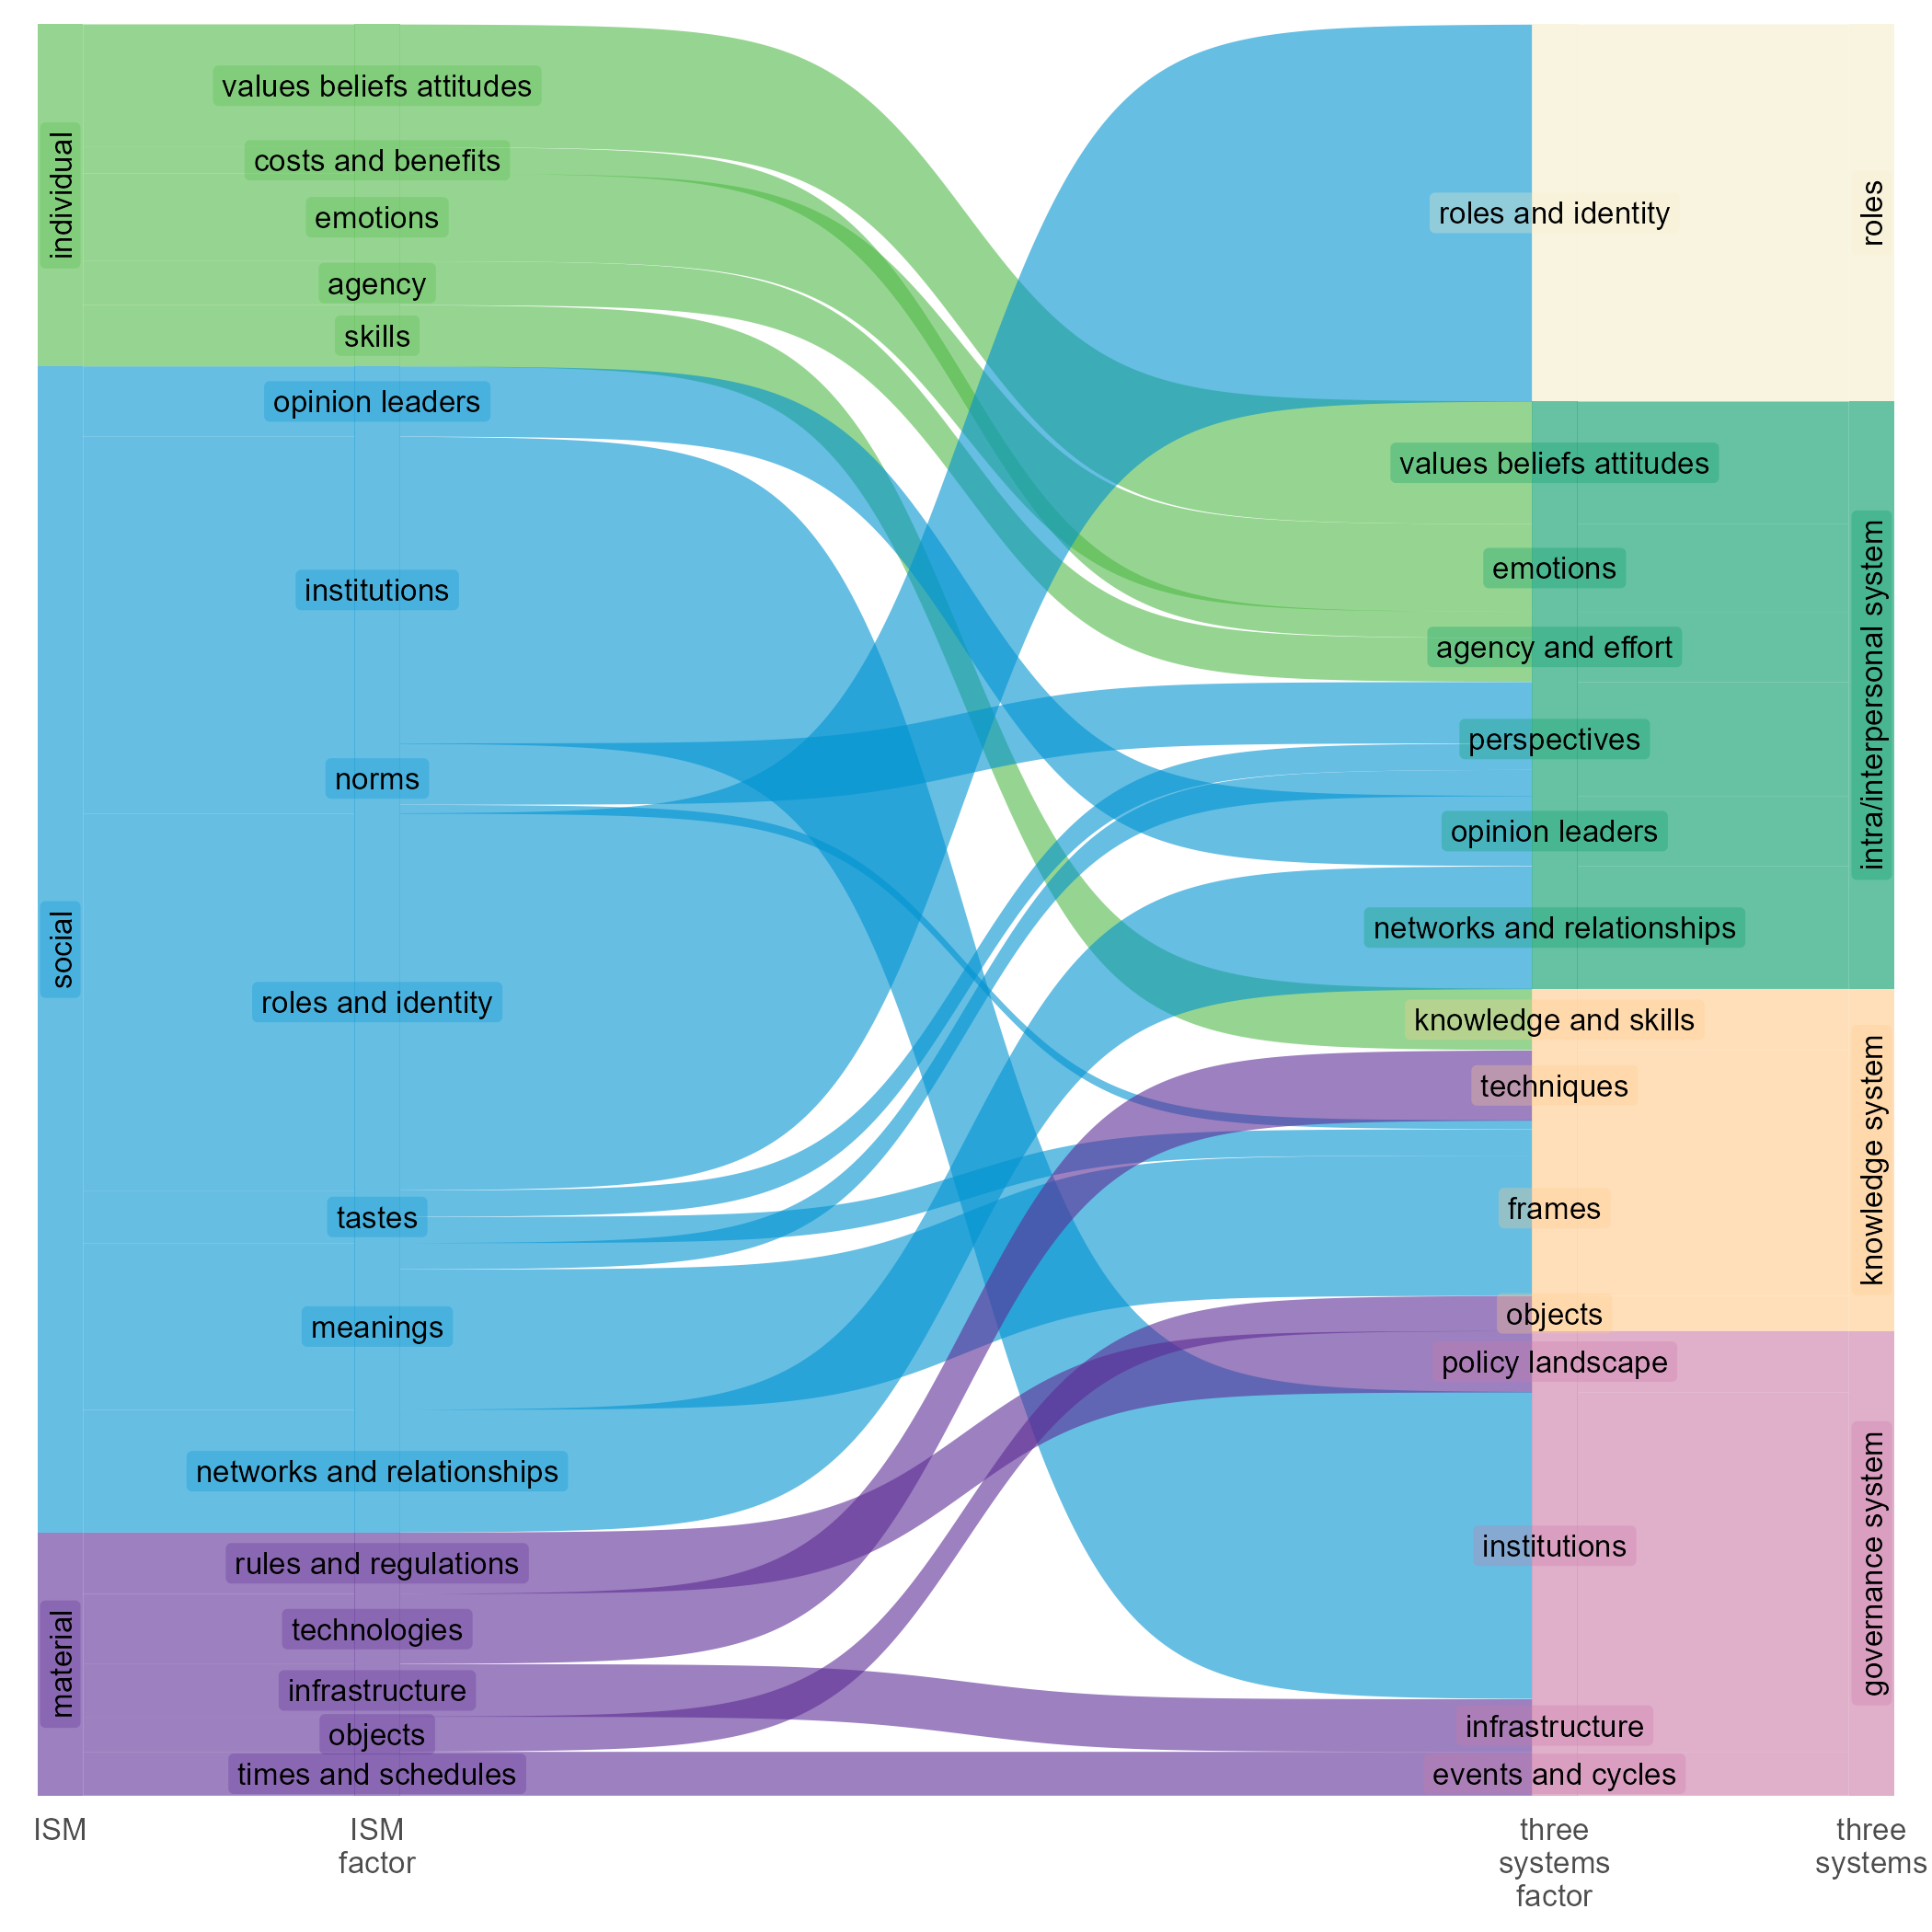 individual
social
material
values beliefs attitudes
costs and benefits
emotions
agency
skills
opinion leaders
institutions
norms
roles and identity
tastes
meanings
networks and relationships
rules and regulations
technologies
infrastructure
objects
times and schedules
roles and identity
values beliefs attitudes
emotions
agency and effort
perspectives
opinion leaders
networks and relationships
knowledge and skills
techniques
frames
objects
policy landscape
institutions
infrastructure
events and cycles
roles
intra/interpersonal system
knowledge system
governance system
ISM
ISM
factor
three
systems
factor
three
systems